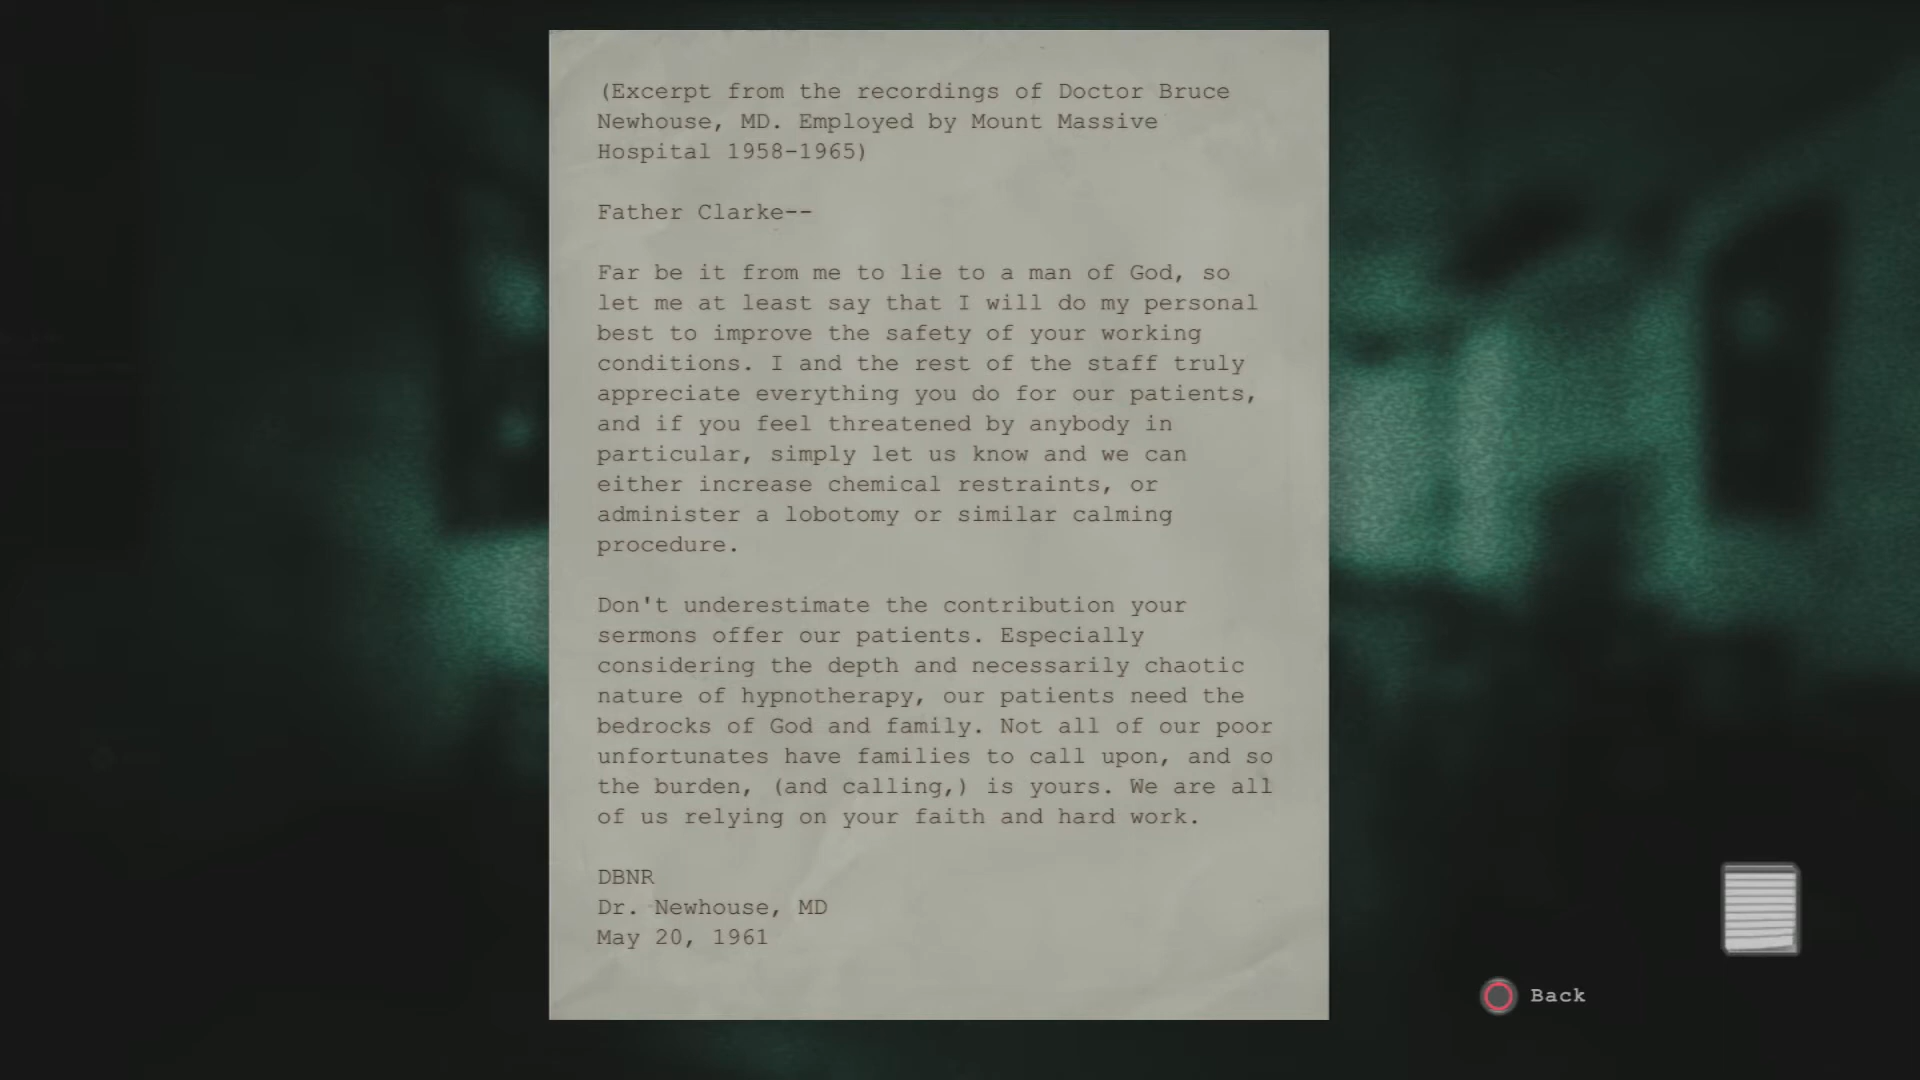 (Excerpt from the recordings of Doctor Bruce
Newhouse, MD. Employed by Mount Massive
Hospital 1958-1965)
Father Clarke--
Far be it from me to lie to a man of God, so
let me at least say that I will do my personal
best to improve the safety of your working
conditions. I and the rest of the staff truly
appreciate everything you do for our patients,
and if you feel threatened by anybody in
particular, simply let us know and we can
either increase chemical restraints, or
administer a lobotomy or similar calming
procedure.
Don't underestimate the contribution your
sermons offer our patients. Especially
considering the depth and necessarily chaotic
nature of hypnotherapy, our patients need the
bedrocks of God and family. Not all of our poor
unfortunates have families to call upon, and so
the burden, (and calling,) is yours. We are all
of us relying on your faith and hard work.
DBNR
Dr. Newhouse, MD
May 20, 1961
Back